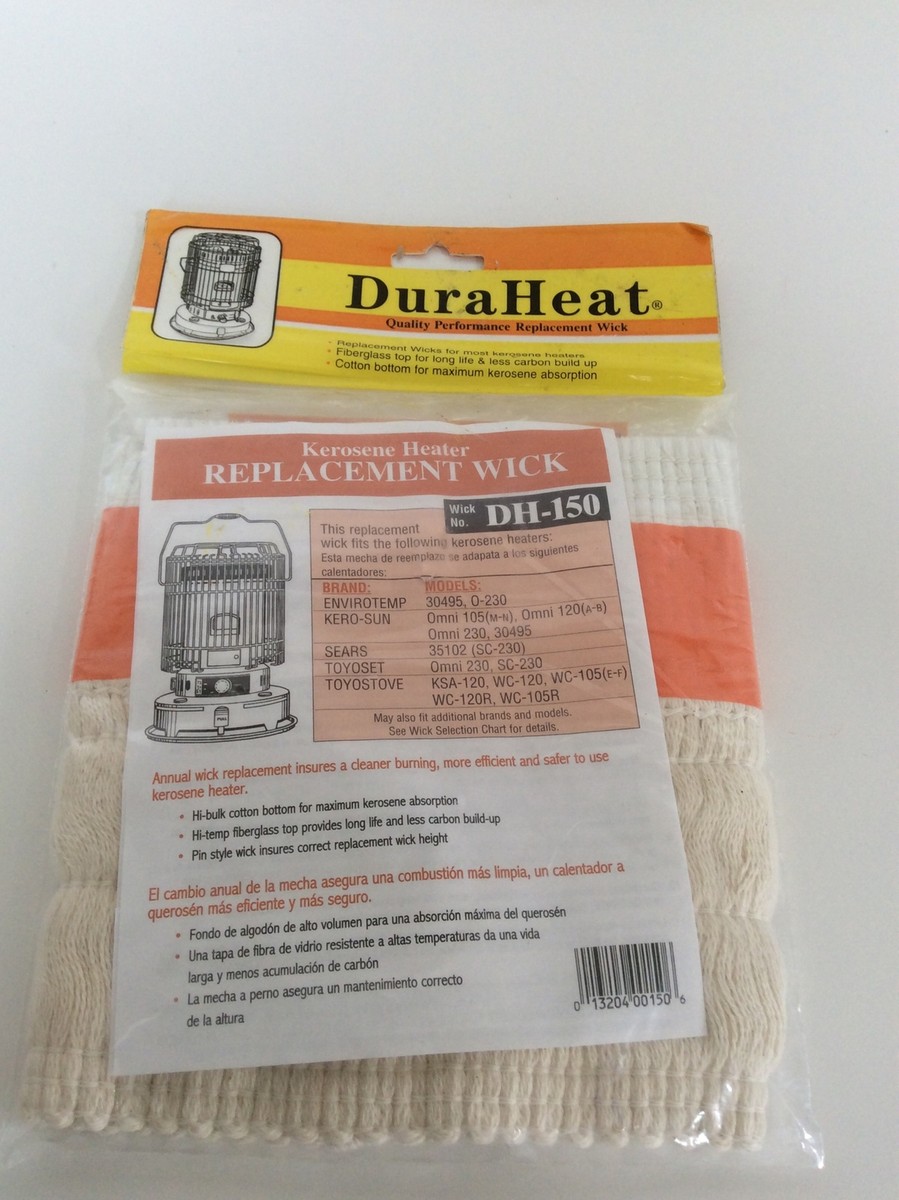 DuraHeat®
Quality Performance Replacement Wick
• Replacement Wicks for most kerosene heaters
• Fiberglass top for long life & less carbon build up
• Cotton bottom for maximum kerosene absorption
Kerosene Heater
REPLACEMENT WICK
Wick No. DH-150
This replacement
wick fits the following kerosene heaters:
Esta mecha de reemplazo se adapata a los siguientes
calentadores:
BRAND: MODELS:
ENVIROTEMP 30495, O-230
KERO-SUN Omni 105(M-N), Omni 120(A-B)
Omni 230, 30495
SEARS 35102 (SC-230)
TOYOSET Omni 230, SC-230
TOYOSTOVE KSA-120, WC-120, WC-105(E-F)
WC-120R, WC-105R
May also fit additional brands and models.
See Wick Selection Chart for details.
Annual wick replacement insures a cleaner burning, more efficient and safer to use
kerosene heater.
• Hi-bulk cotton bottom for maximum kerosene absorption
• Hi-temp fiberglass top provides long life and less carbon build-up
• Pin style wick insures correct replacement wick height
El cambio anual de la mecha asegura una combustión más limpia, un calentador a
querosén más eficiente y más seguro.
• Fondo de algodón de alto volumen para una absorción máxima del querosén
• Una tapa de fibra de vidrio resistente a altas temperaturas da una vida
larga y menos acumulación de carbón
• La mecha a perno asegura un mantenimiento correcto
de la altura
0 13204 00150 6